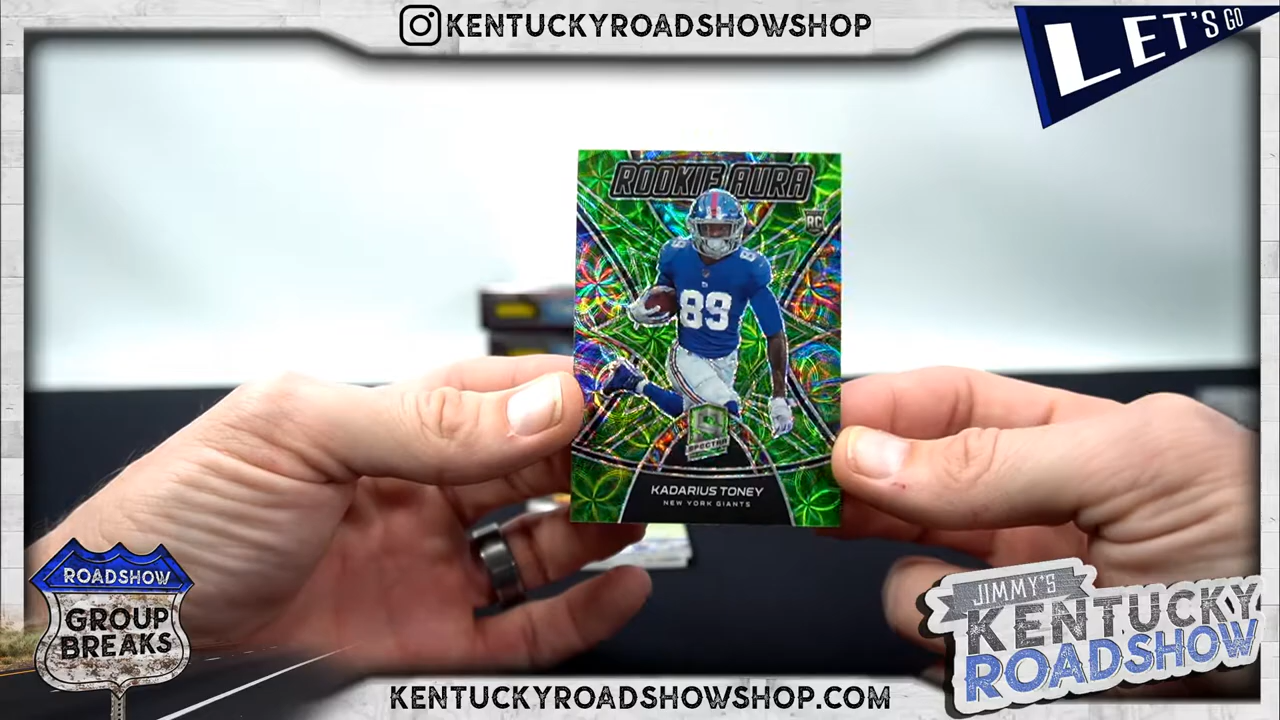 KENTUCKYROADSHOWSHOP
LET'S GO
ROOKIE AURA
RC
89
89
S
SPECTRA
KADARIUS TONEY
NEW YORK GIANTS
ROADSHOW
GROUP
BREAKS
JIMMY'S
KENTUCKY
ROADSHOW
KENTUCKYROADSHOWSHOP.COM